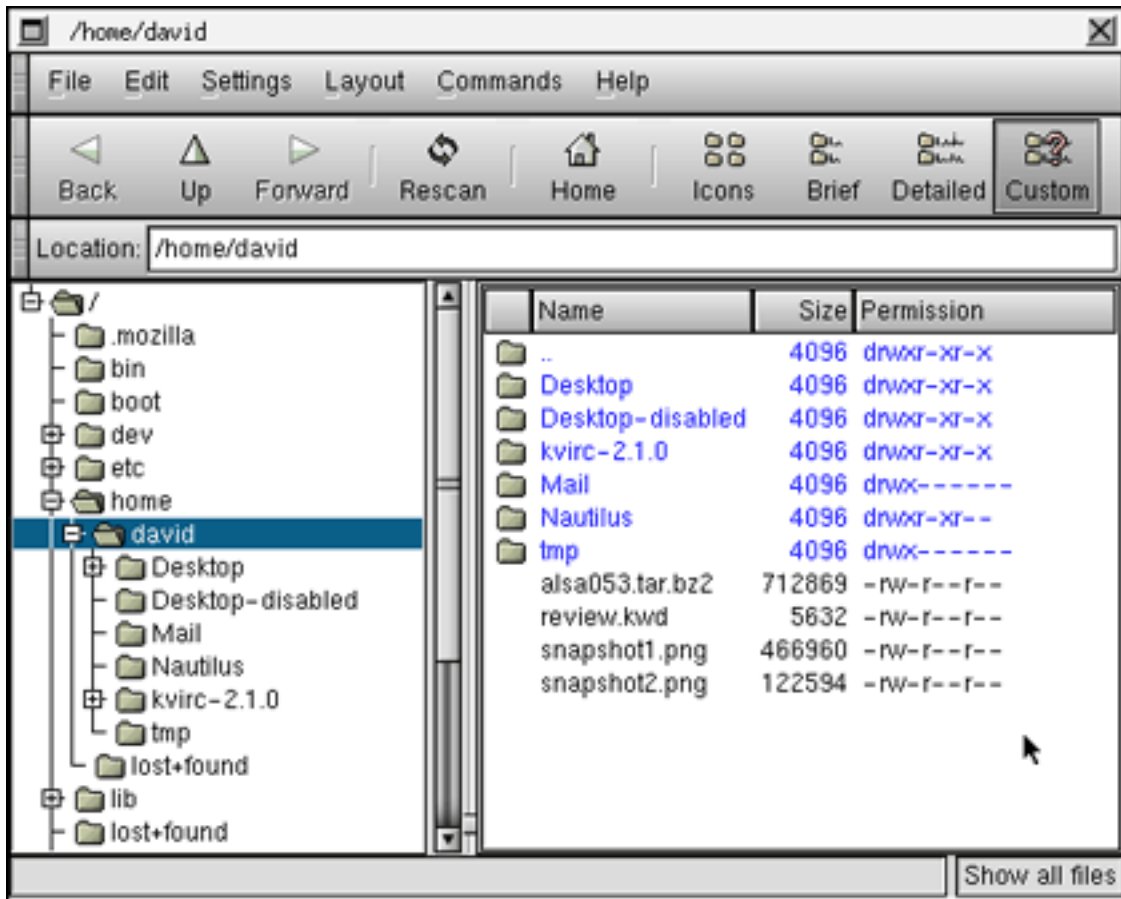 /home/david
File Edit Settings Layout Commands Help
Back Up Forward Rescan Home Icons Brief Detailed Custom
Location: /home/david
/
.mozilla
bin
boot
dev
etc
home
david
Desktop
Desktop-disabled
Mail
Nautilus
kvirc-2.1.0
tmp
lost+found
lib
lost+found
Name Size Permission
.. 4096 drwxr-xr-x
Desktop 4096 drwxr-xr-x
Desktop-disabled 4096 drwxr-xr-x
kvirc-2.1.0 4096 drwxr-xr-x
Mail 4096 drwx------
Nautilus 4096 drwxr-xr--
tmp 4096 drwx------
alsa053.tar.bz2 712869 -rw-r--r--
review.kwd 5632 -rw-r--r--
snapshot1.png 466960 -rw-r--r--
snapshot2.png 122594 -rw-r--r--
Show all files